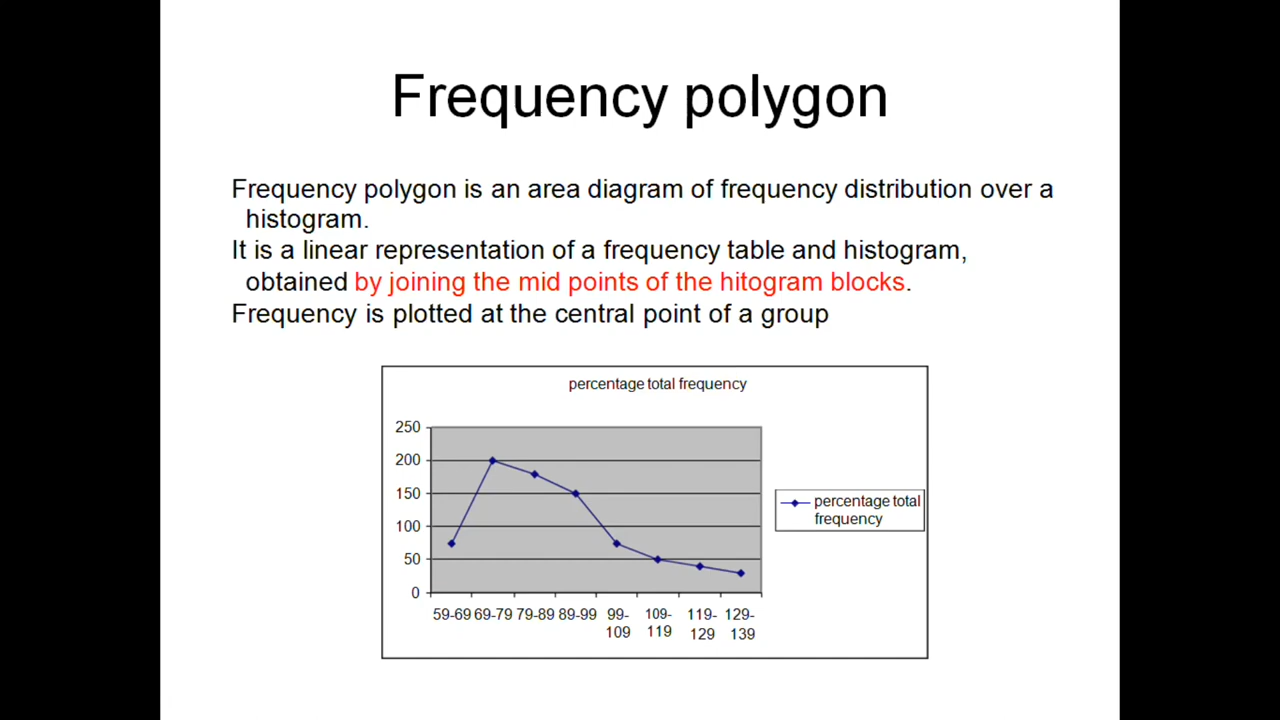 Frequency polygon
Frequency polygon is an area diagram of frequency distribution over a
histogram.
It is a linear representation of a frequency table and histogram,
obtained by joining the mid points of the hitogram blocks.
Frequency is plotted at the central point of a group
percentage total frequency
250
200
150
100
50
0
59-69 69-79 79-89 89-99 99- 109- 119- 129-
109 119 129 139
percentage total
frequency